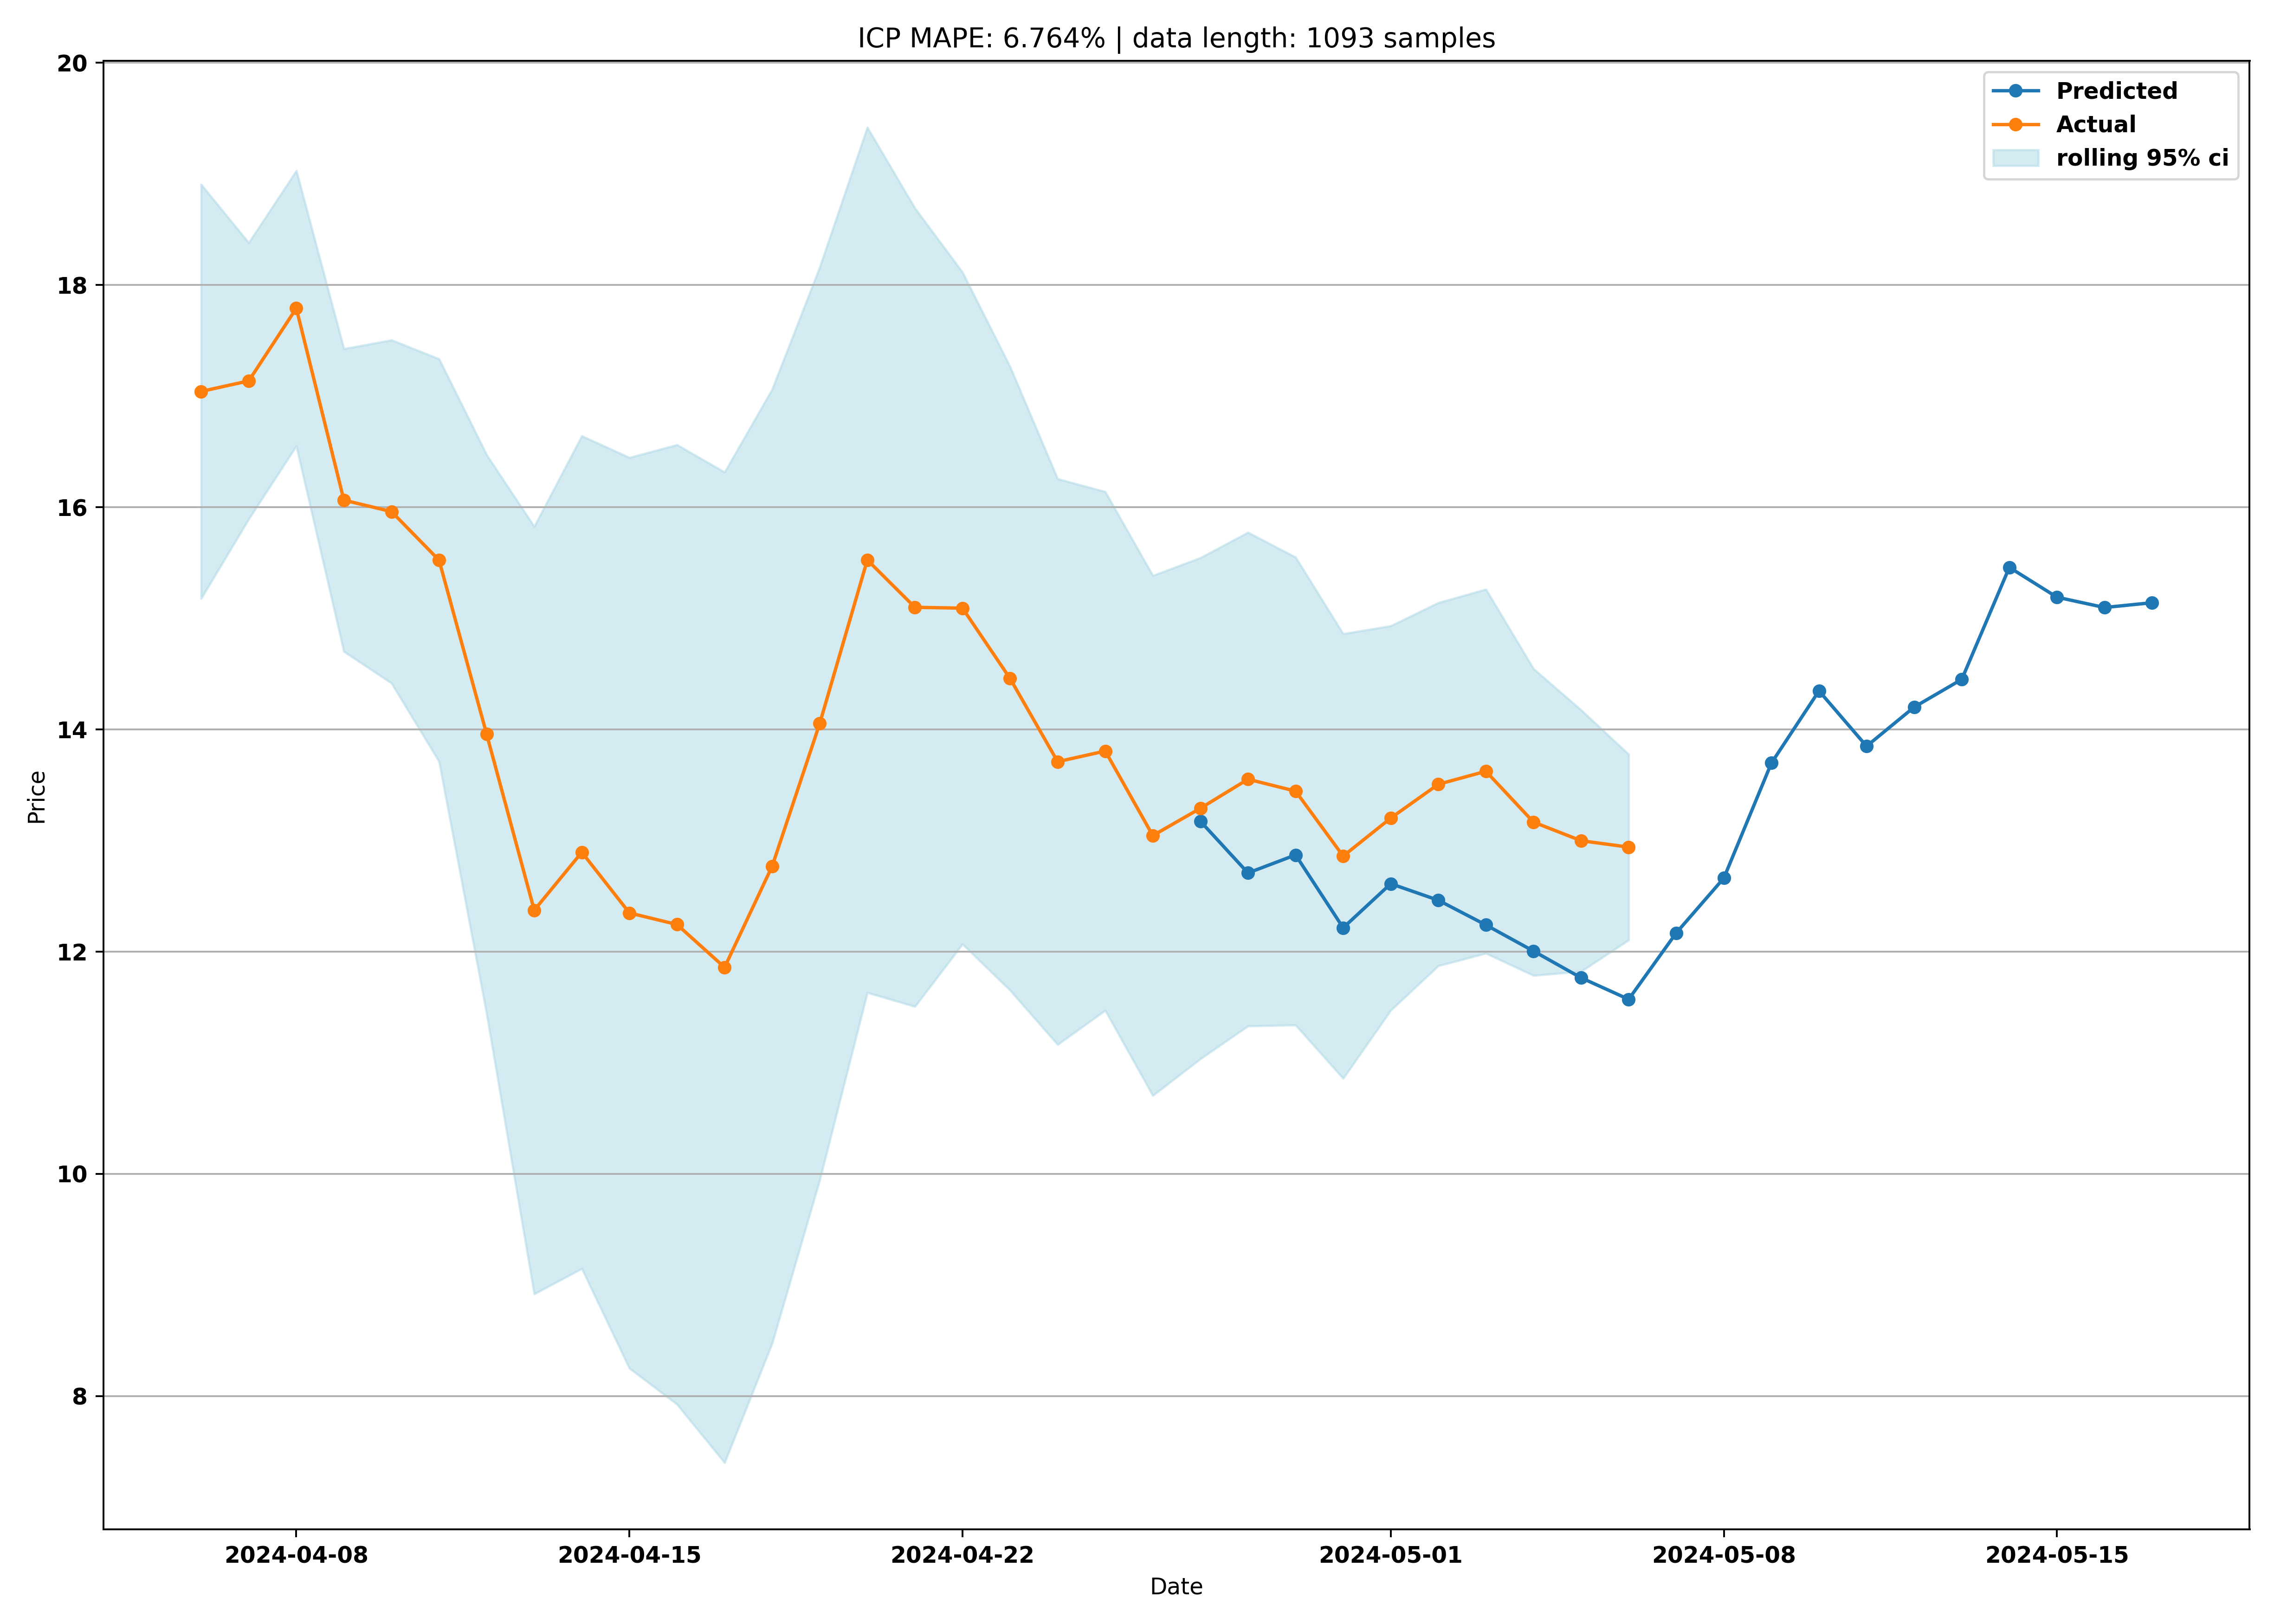 ICP MAPE: 6.764% | data length: 1093 samples
Predicted
Actual
rolling 95% ci
20
18
16
14
12
10
8
Price
2024-04-08
2024-04-15
2024-04-22
2024-05-01
2024-05-08
2024-05-15
Date